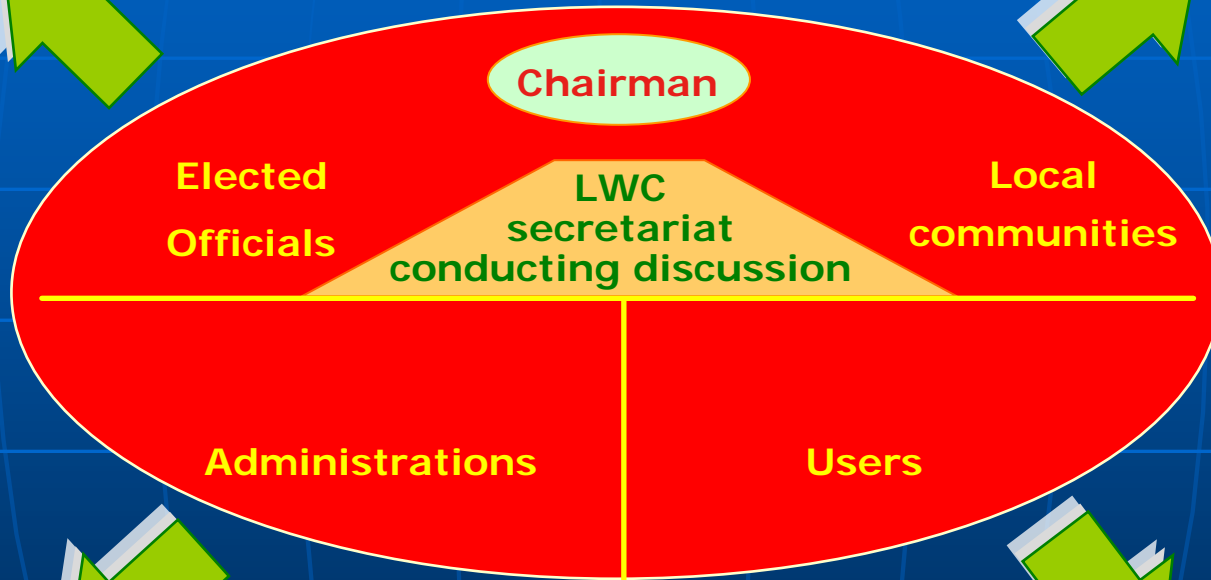 Chairman
Elected
Officials
LWC
secretariat
conducting discussion
Local
communities
Administrations
Users